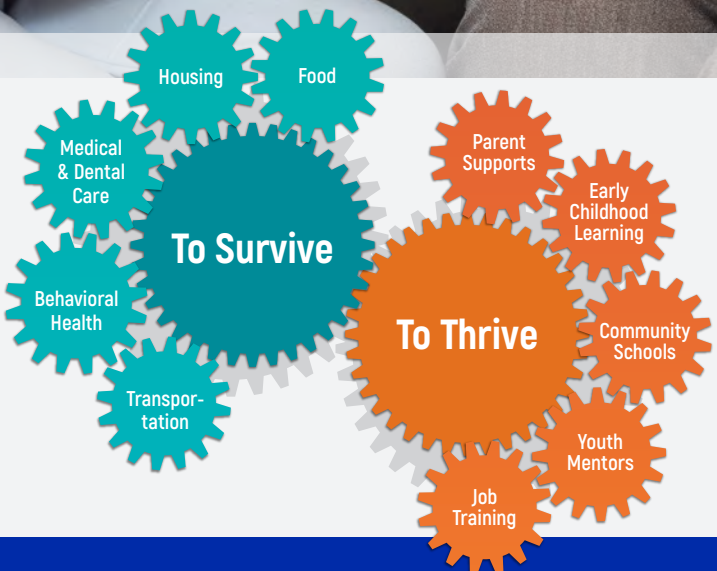 Housing
Food
Medical
& Dental
Care
To Survive
Behavioral
Health
Transpor-
tation
Parent
Supports
Early
Childhood
Learning
To Thrive
Community
Schools
Youth
Mentors
Job
Training